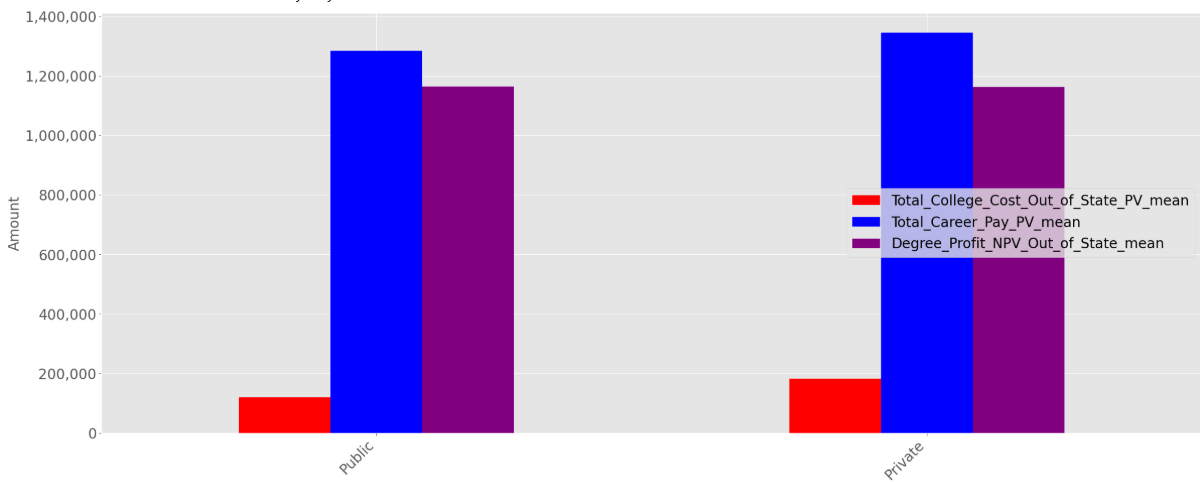 1,400,000
1,200,000
1,000,000
800,000
600,000
400,000
200,000
0
Amount
Total_College_Cost_Out_of_State_PV_mean
Total_Career_Pay_PV_mean
Degree_Profit_NPV_Out_of_State_mean
Public
Private